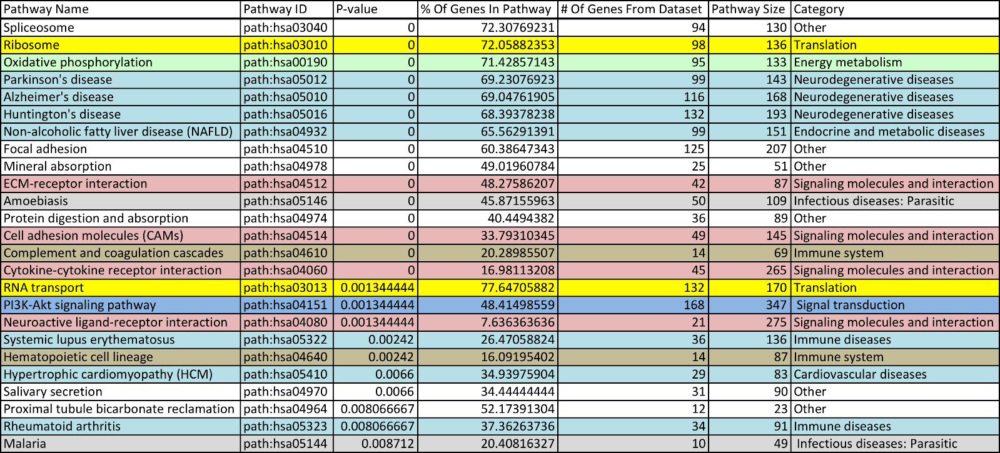 Pathway Name Pathway ID P-value % Of Genes In Pathway # Of Genes From Dataset Pathway Size Category
Spliceosome path:hsa03040 0 72.30769231 94 130 Other
Ribosome path:hsa03010 0 72.05882353 98 136 Translation
Oxidative phosphorylation path:hsa00190 0 71.42857143 95 133 Energy metabolism
Parkinson's disease path:hsa05012 0 69.23076923 99 143 Neurodegenerative diseases
Alzheimer's disease path:hsa05010 0 69.04761905 116 168 Neurodegenerative diseases
Huntington's disease path:hsa05016 0 68.39378238 132 193 Neurodegenerative diseases
Non-alcoholic fatty liver disease (NAFLD) path:hsa04932 0 65.56291391 99 151 Endocrine and metabolic diseases
Focal adhesion path:hsa04510 0 60.38647343 125 207 Other
Mineral absorption path:hsa04978 0 49.01960784 25 51 Other
ECM-receptor interaction path:hsa04512 0 48.27586207 42 87 Signaling molecules and interaction
Amoebiasis path:hsa05146 0 45.87155963 50 109 Infectious diseases: Parasitic
Protein digestion and absorption path:hsa04974 0 40.4494382 36 89 Other
Cell adhesion molecules (CAMs) path:hsa04514 0 33.79310345 49 145 Signaling molecules and interaction
Complement and coagulation cascades path:hsa04610 0 20.28985507 14 69 Immune system
Cytokine-cytokine receptor interaction path:hsa04060 0 16.98113208 45 265 Signaling molecules and interaction
RNA transport path:hsa03013 0.001344444 77.64705882 132 170 Translation
PI3K-Akt signaling pathway path:hsa04151 0.001344444 48.41498559 168 347 Signal transduction
Neuroactive ligand-receptor interaction path:hsa04080 0.001344444 7.636363636 21 275 Signaling molecules and interaction
Systemic lupus erythematosus path:hsa05322 0.00242 26.47058824 36 136 Immune diseases
Hematopoietic cell lineage path:hsa04640 0.00242 16.09195402 14 87 Immune system
Hypertrophic cardiomyopathy (HCM) path:hsa05410 0.0066 34.93975904 29 83 Cardiovascular diseases
Salivary secretion path:hsa04970 0.0066 34.44444444 31 90 Other
Proximal tubule bicarbonate reclamation path:hsa04964 0.008066667 52.17391304 12 23 Other
Rheumatoid arthritis path:hsa05323 0.008066667 37.36263736 34 91 Immune diseases
Malaria path:hsa05144 0.008712 20.40816327 10 49 Infectious diseases: Parasitic